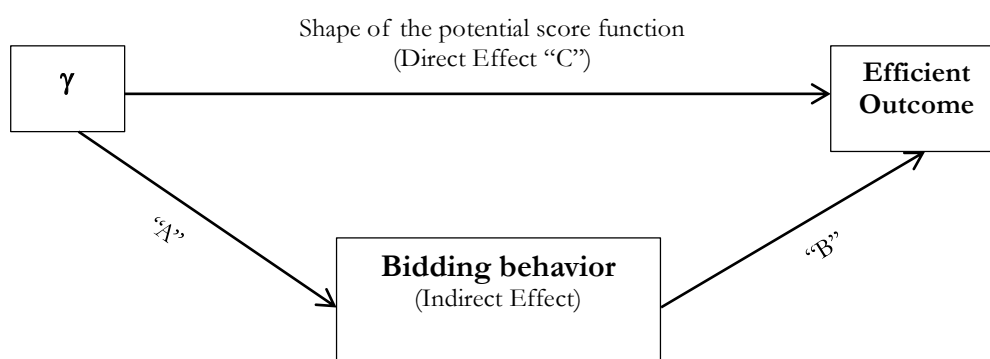 Shape of the potential score function
(Direct Effect “C”)
γ
Efficient
Outcome
“A”
“B”
Bidding behavior
(Indirect Effect)